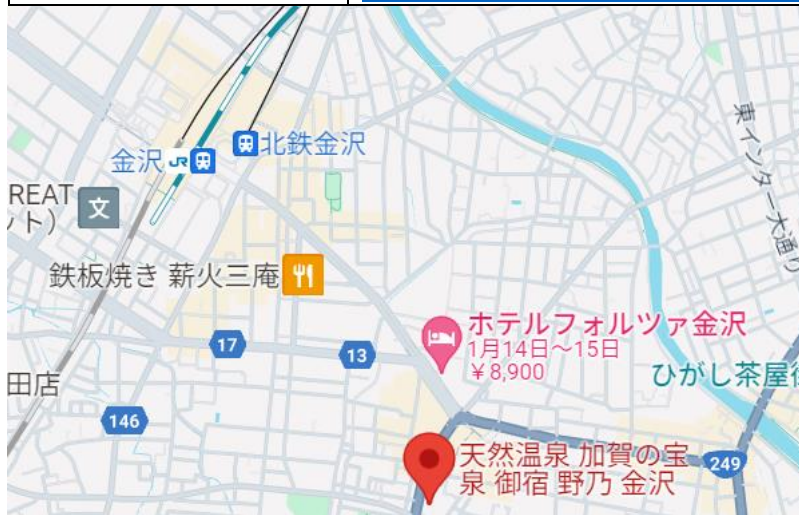 北鉄金沢
金沢 JR
REAT
ット）
文
鉄板焼き 薪火三庵
東インター大通り
17
13
ホテルフォルツァ金沢
1月14日～15日
￥8,900
ひがし茶屋街
田店
146
天然温泉 加賀の宝
泉 御宿 野乃 金沢
249